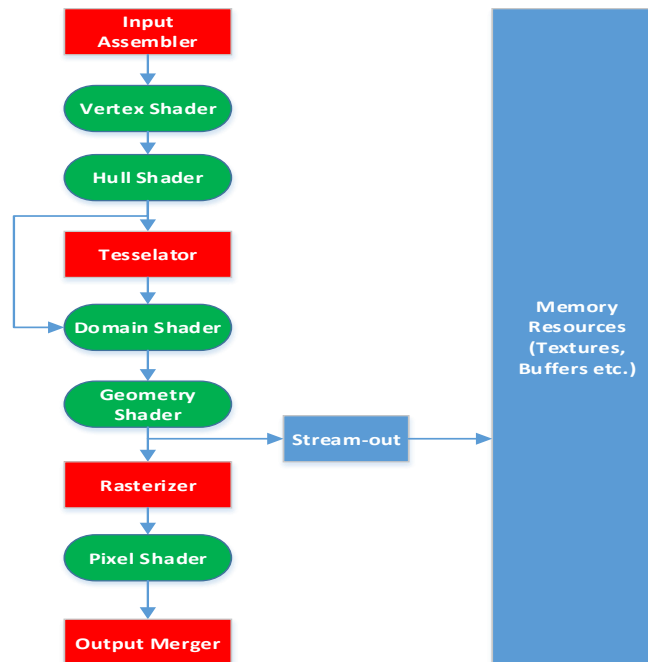 Input
Assembler
Vertex Shader
Hull Shader
Tesselator
Domain Shader
Geometry
Shader
Stream-out
Rasterizer
Pixel Shader
Output Merger
Memory
Resources
(Textures,
Buffers etc.)